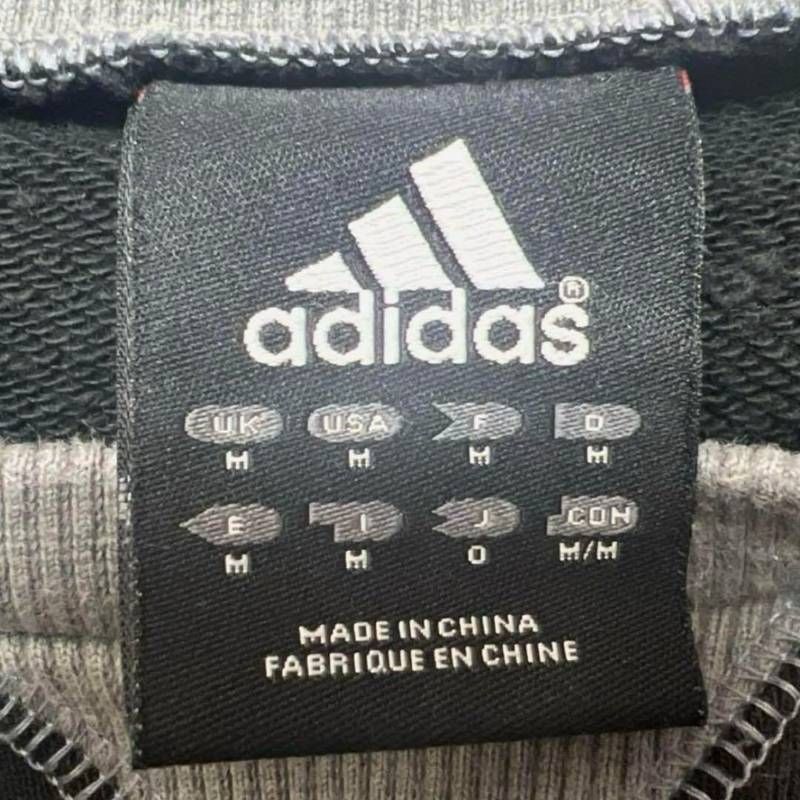 adidas®
UK USA F D
M M M M
E I J CON
M M O M/M
MADE IN CHINA
FABRIQUE EN CHINE